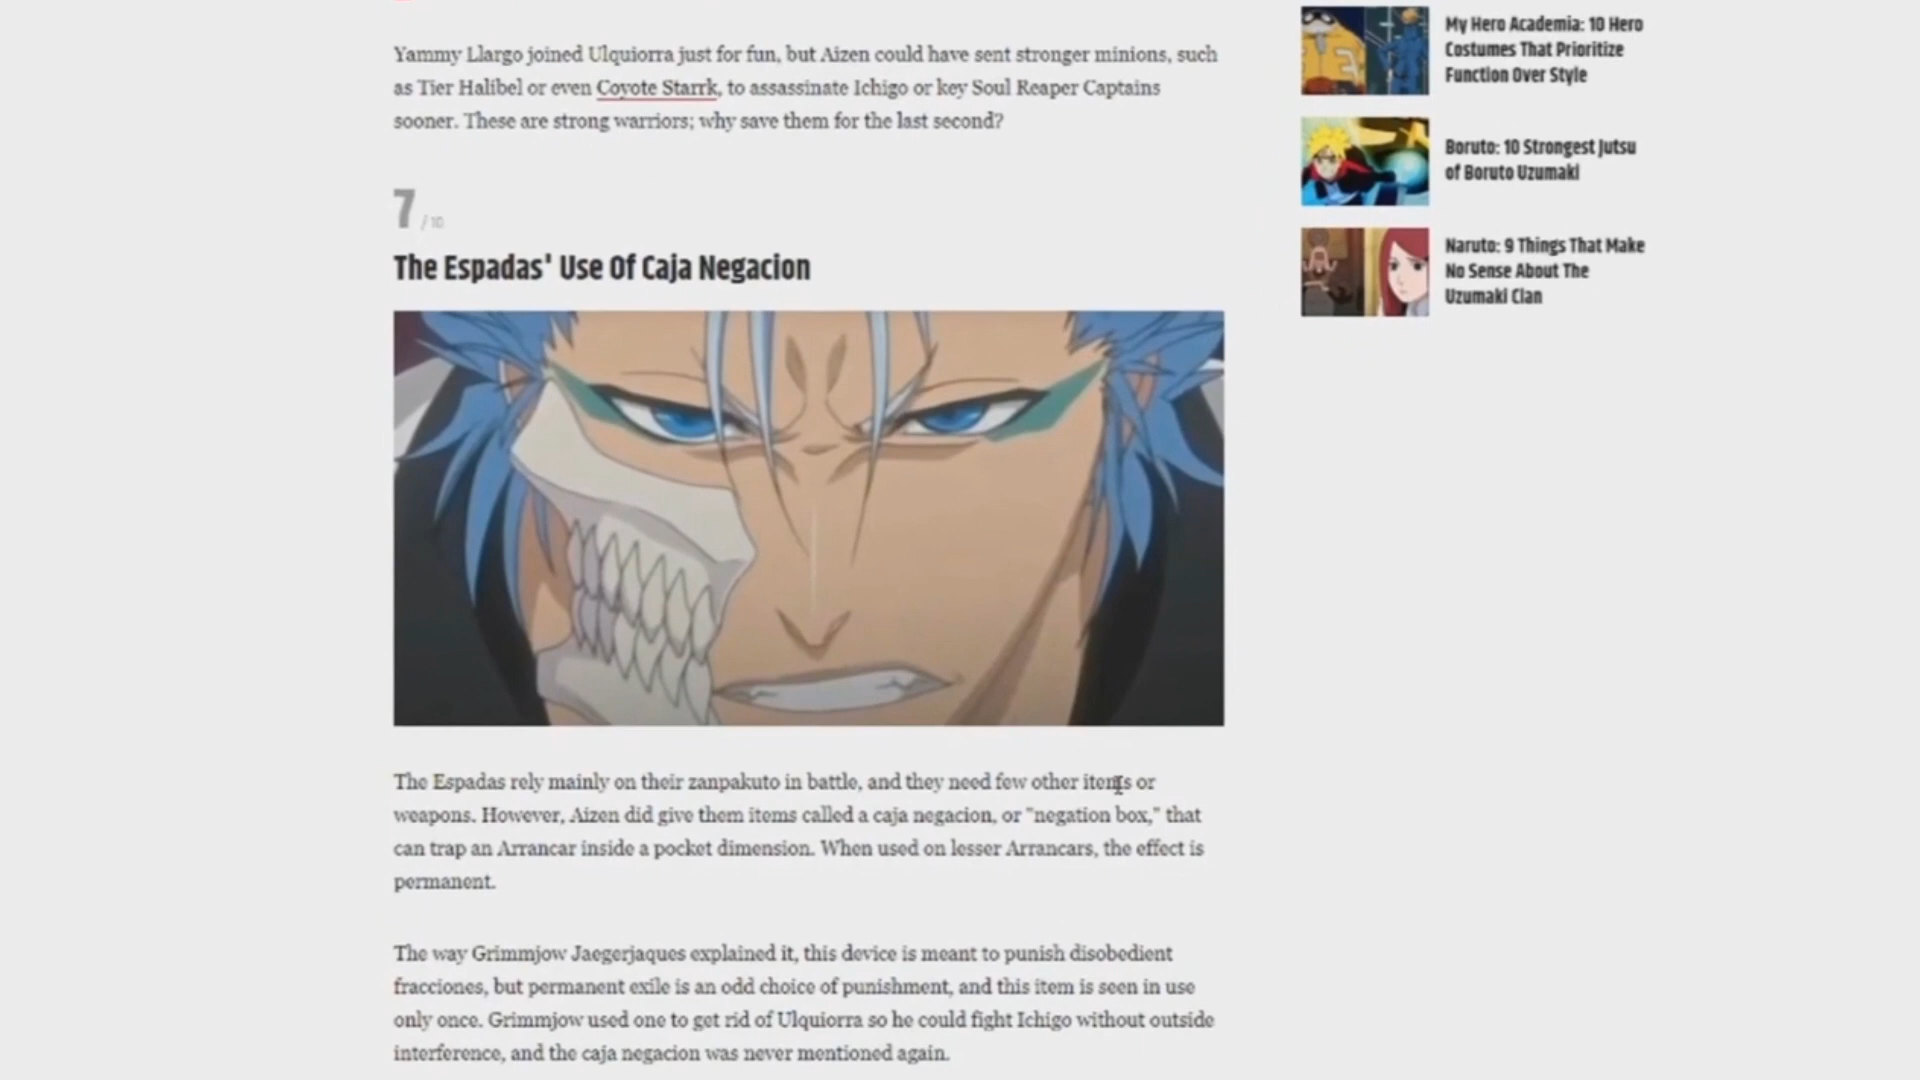 Yammy Llargo joined Ulquiorra just for fun, but Aizen could have sent stronger minions, such
as Tier Halibel or even Coyote Starrk, to assassinate Ichigo or key Soul Reaper Captains
sooner. These are strong warriors; why save them for the last second?
7 / 10
The Espadas' Use Of Caja Negacion
The Espadas rely mainly on their zanpakuto in battle, and they need few other items or
weapons. However, Aizen did give them items called a caja negacion, or "negation box," that
can trap an Arrancar inside a pocket dimension. When used on lesser Arrancars, the effect is
permanent.
The way Grimmjow Jaegerjaques explained it, this device is meant to punish disobedient
fracciones, but permanent exile is an odd choice of punishment, and this item is seen in use
only once. Grimmjow used one to get rid of Ulquiorra so he could fight Ichigo without outside
interference, and the caja negacion was never mentioned again.
My Hero Academia: 10 Hero
Costumes That Prioritize
Function Over Style
Boruto: 10 Strongest Jutsu
of Boruto Uzumaki
Naruto: 9 Things That Make
No Sense About The
Uzumaki Clan